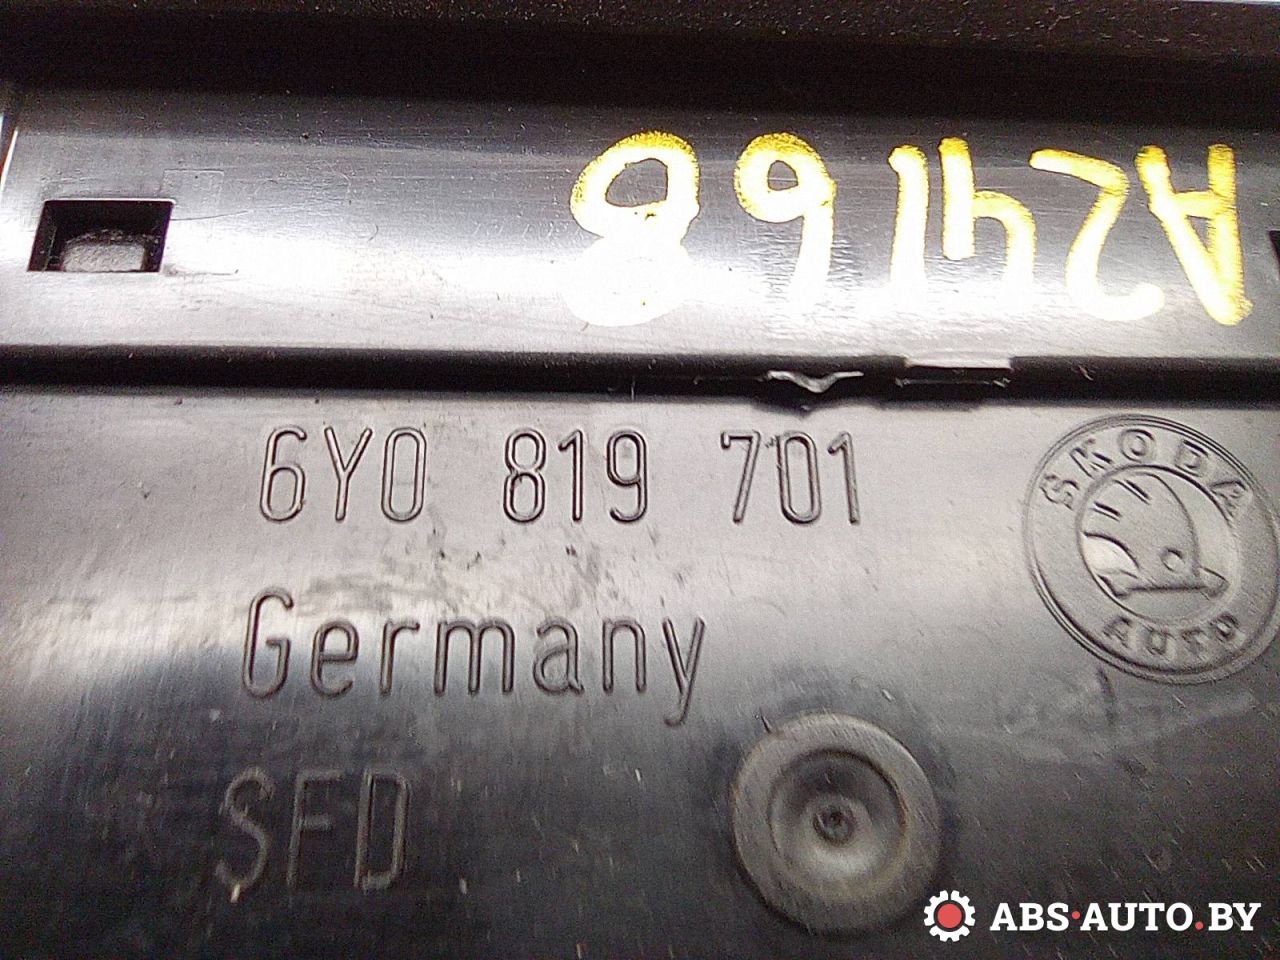 A24168
6Y0 819 701
SKODA
AUTO
Germany
SFD
ABS·AUTO.BY